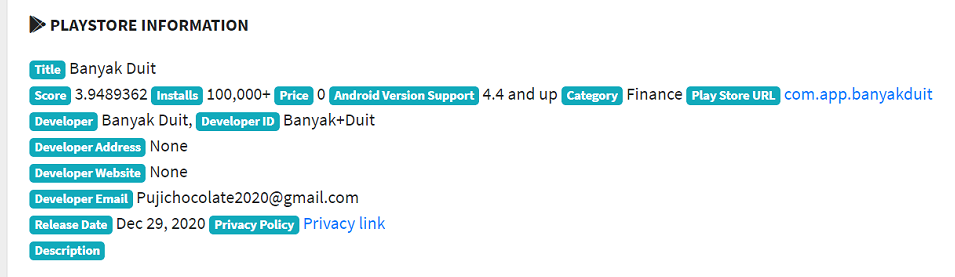 PLAYSTORE INFORMATION
Title Banyak Duit
Score 3.9489362 Installs 100,000+ Price 0 Android Version Support 4.4 and up Category Finance Play Store URL com.app.banyakduit
Developer Banyak Duit, Developer ID Banyak+Duit
Developer Address None
Developer Website None
Developer Email Pujichocolate2020@gmail.com
Release Date Dec 29, 2020 Privacy Policy Privacy link
Description